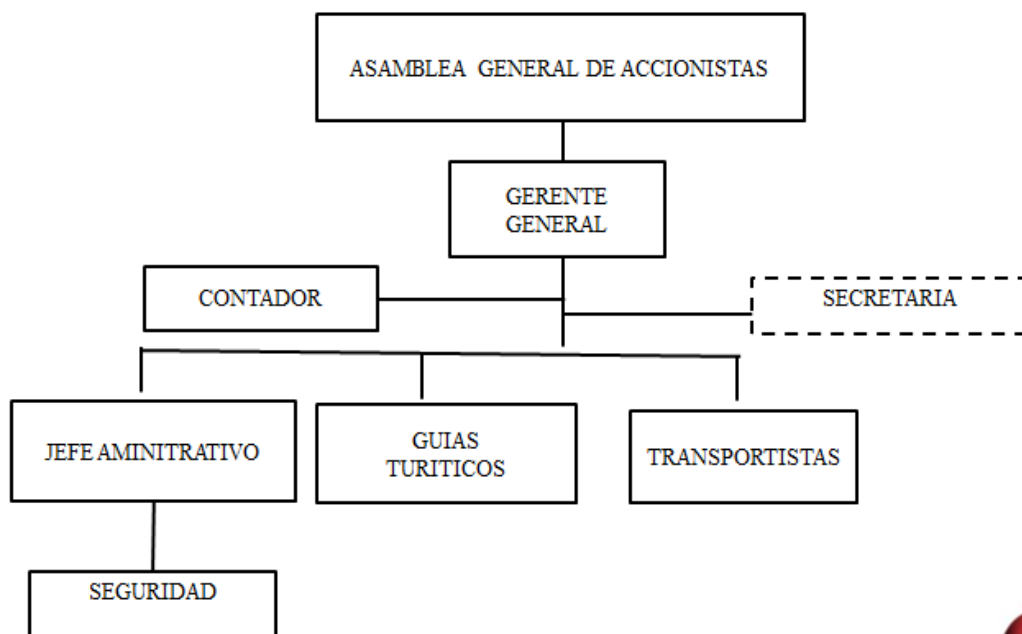 ASAMBLEA GENERAL DE ACCIONISTAS
GERENTE
GENERAL
CONTADOR
SECRETARIA
JEFE AMINITRATIVO
GUIAS
TURITICOS
TRANSPORTISTAS
SEGURIDAD